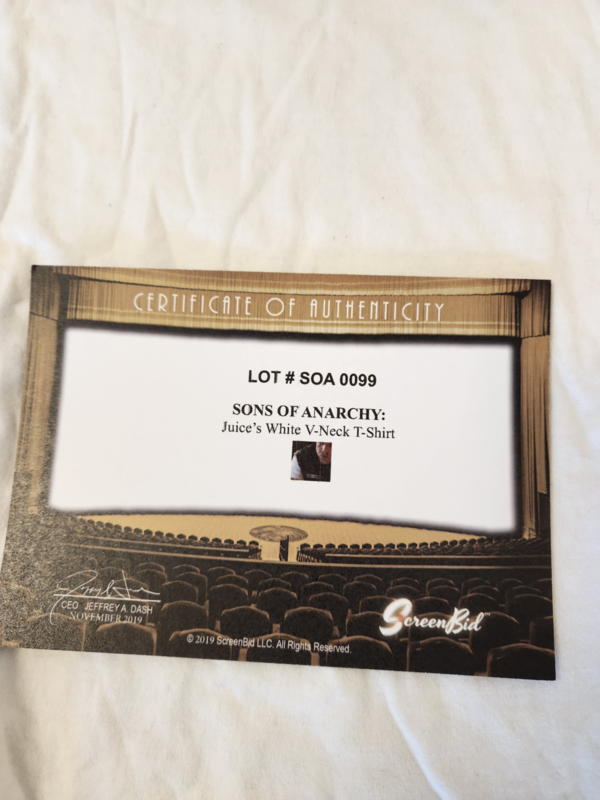 CERTIFICATE OF AUTHENTICITY
LOT # SOA 0099
SONS OF ANARCHY:
Juice's White V-Neck T-Shirt
CEO JEFFREY A. DASH
NOVEMBER 2019
ScreenBid™
© 2019 ScreenBid LLC. All Rights Reserved.